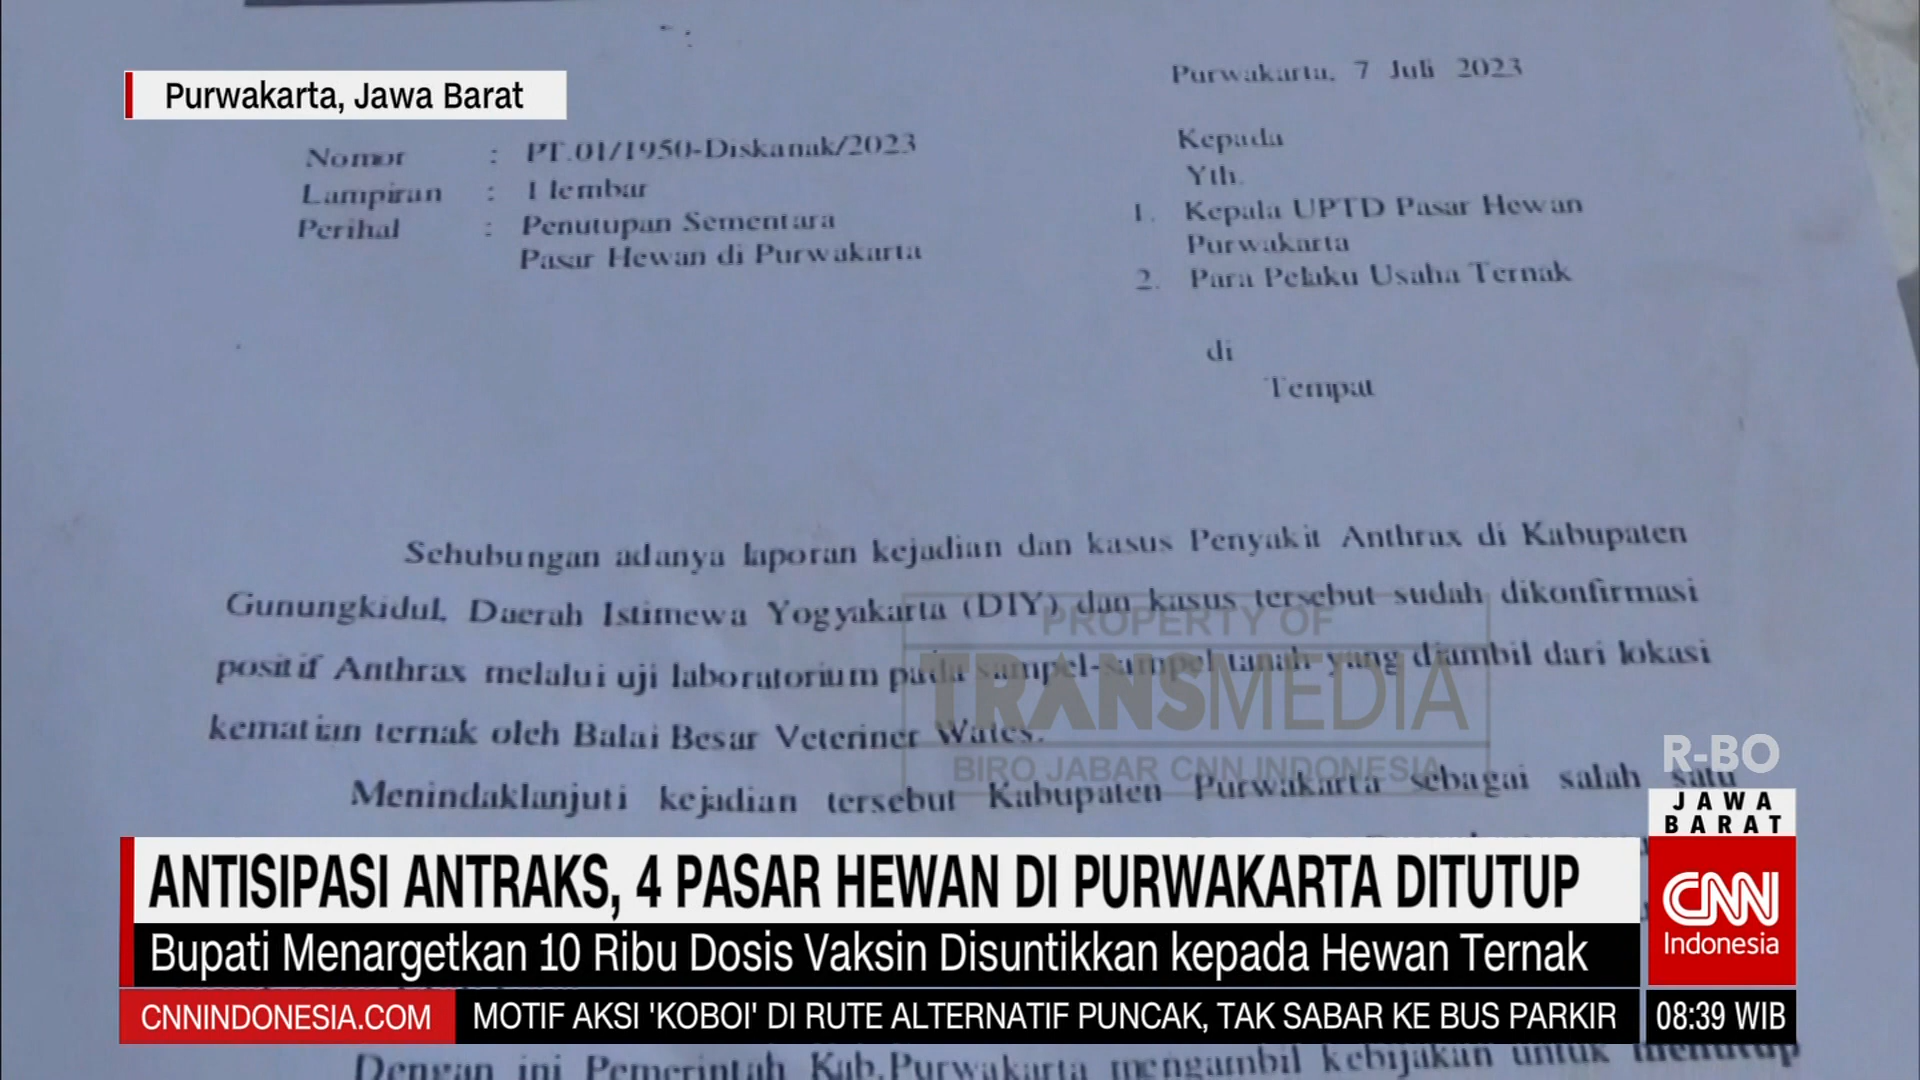 Purwakarta, 7 Juli 2023
Purwakarta, Jawa Barat
Nomor : PT.01/1950-Diskanak/2023
Lampiran : 1 lembar
Perihal : Penutupan Sementara
Pasar Hewan di Purwakarta
Kepada
Yth.
1. Kepala UPTD Pasar Hewan
Purwakarta
2. Para Pelaku Usaha Ternak
di
Tempat
Sehubungan adanya laporan kejadian dan kasus Penyakit Anthrax di Kabupaten
Gunungkidul, Daerah Istimewa Yogyakarta (DIY) dan kasus tersebut sudah dikonfirmasi
positif Anthrax melalui uji laboratorium pada sampel-sampel tanah yang diambil dari lokasi
kematian ternak oleh Balai Besar Veteriner Wates.
Menindaklanjuti kejadian tersebut Kabupaten Purwakarta sebagai salah satu
PROPERTY OF
TRANSMEDIA
BIRO JABAR CNN INDONESIA
R-BO
JAWA
BARAT
CNN
Indonesia
ANTISIPASI ANTRAKS, 4 PASAR HEWAN DI PURWAKARTA DITUTUP
Bupati Menargetkan 10 Ribu Dosis Vaksin Disuntikkan kepada Hewan Ternak
CNNINDONESIA.COM MOTIF AKSI 'KOBOI' DI RUTE ALTERNATIF PUNCAK, TAK SABAR KE BUS PARKIR 08:39 WIB
Dengan ini Pemerintah Kab.Purwakarta mengambil kebijakan untuk menutup